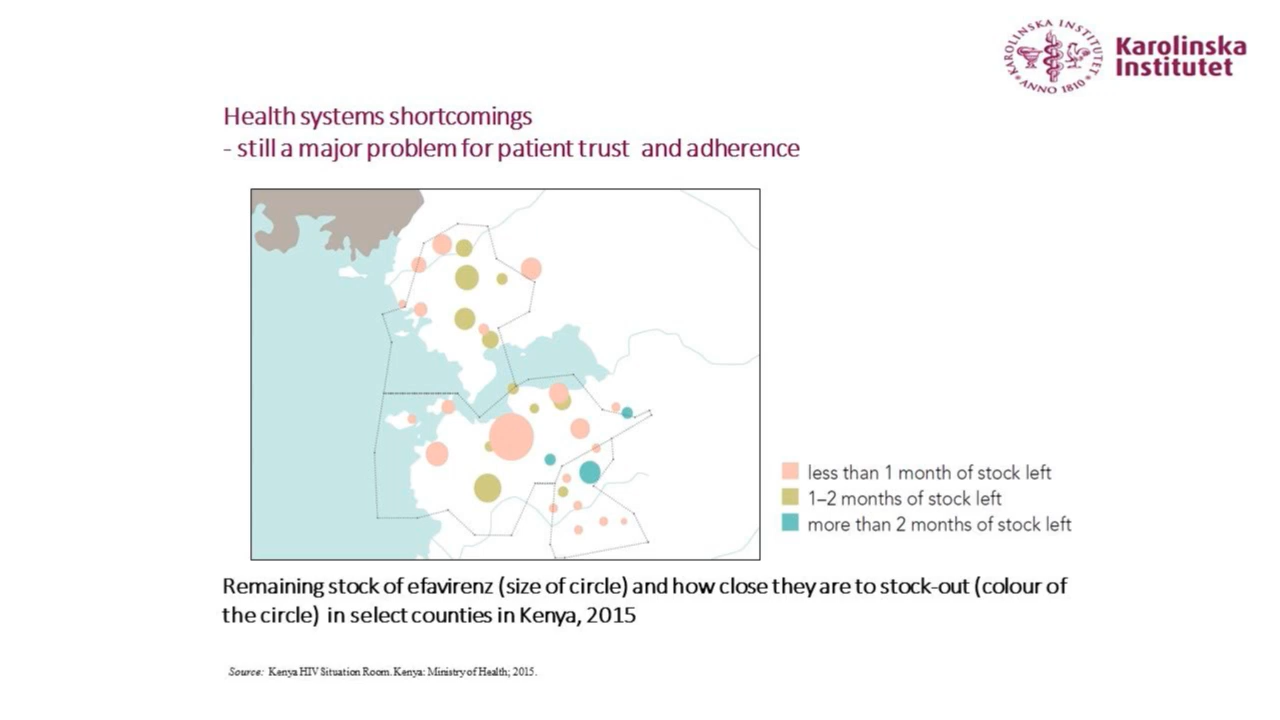 KAROLINSKA INSTITUTET
ANNO 1810
Karolinska
Institutet
Health systems shortcomings
- still a major problem for patient trust and adherence
less than 1 month of stock left
1–2 months of stock left
more than 2 months of stock left
Remaining stock of efavirenz (size of circle) and how close they are to stock-out (colour of
the circle) in select counties in Kenya, 2015
Source: Kenya HIV Situation Room. Kenya: Ministry of Health; 2015.